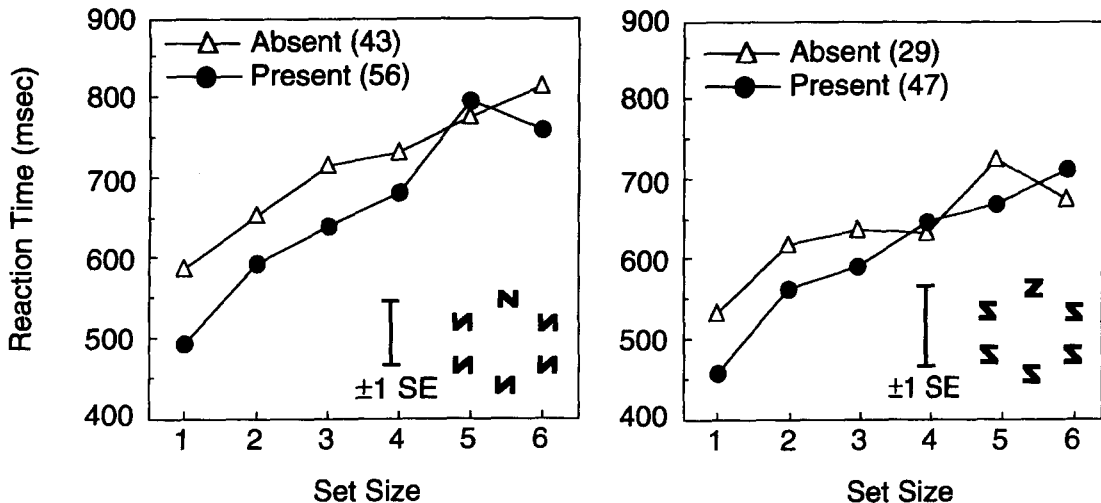 Reaction Time (msec)
900
800
700
600
500
400
Absent (43)
Present (56)
N
И И
И И
И
±1 SE
1 2 3 4 5 6
Set Size
900
800
700
600
500
400
Absent (29)
Present (47)
Z
±1 SE
1 2 3 4 5 6
Set Size